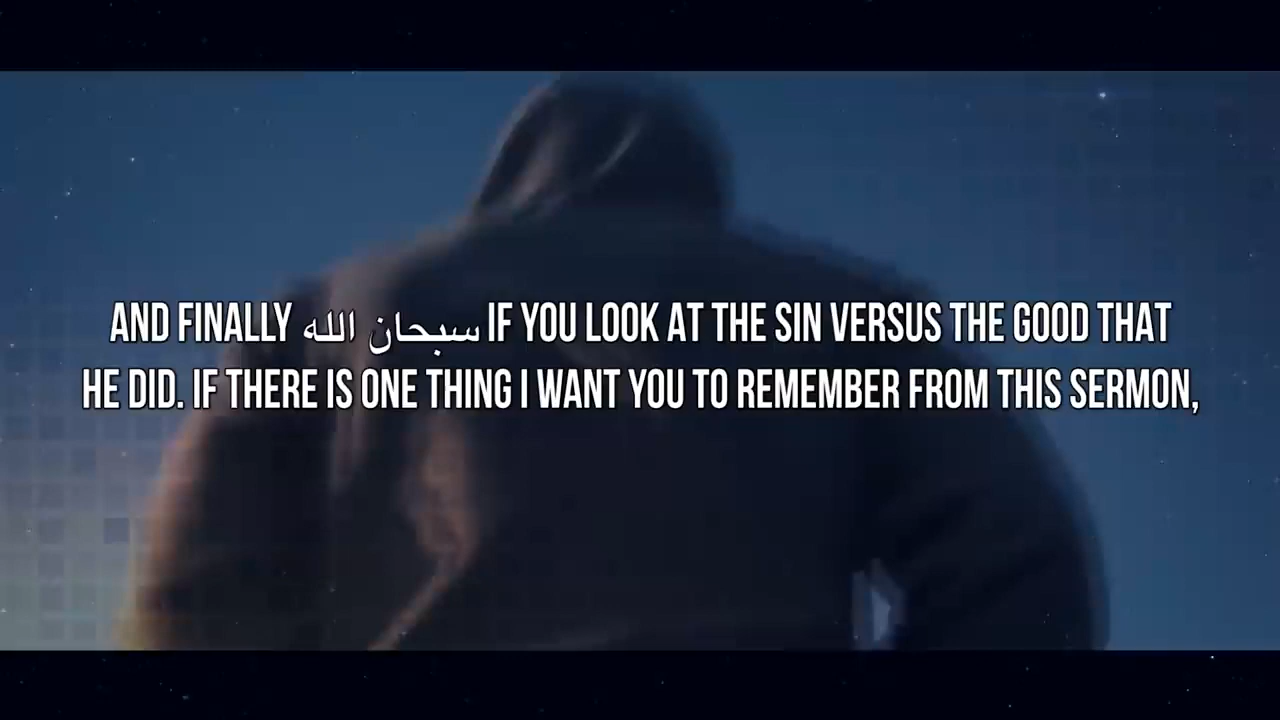 AND FINALLY سبحان الله IF YOU LOOK AT THE SIN VERSUS THE GOOD THAT
HE DID. IF THERE IS ONE THING I WANT YOU TO REMEMBER FROM THIS SERMON,